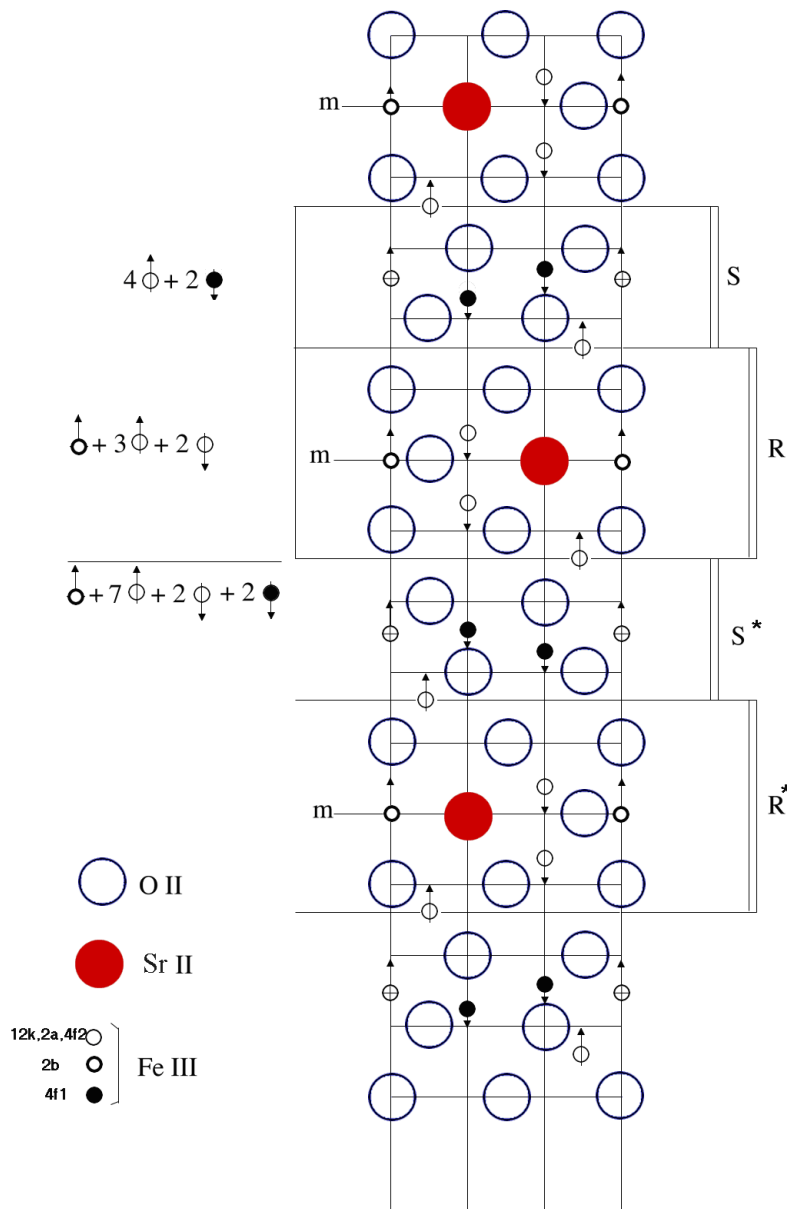 m
S
4 + 2
R
m
+ 3 + 2
+ 7 + 2 + 2
S*
R*
m
O II
Sr II
12k,2a,4f2
2b
Fe III
4f1